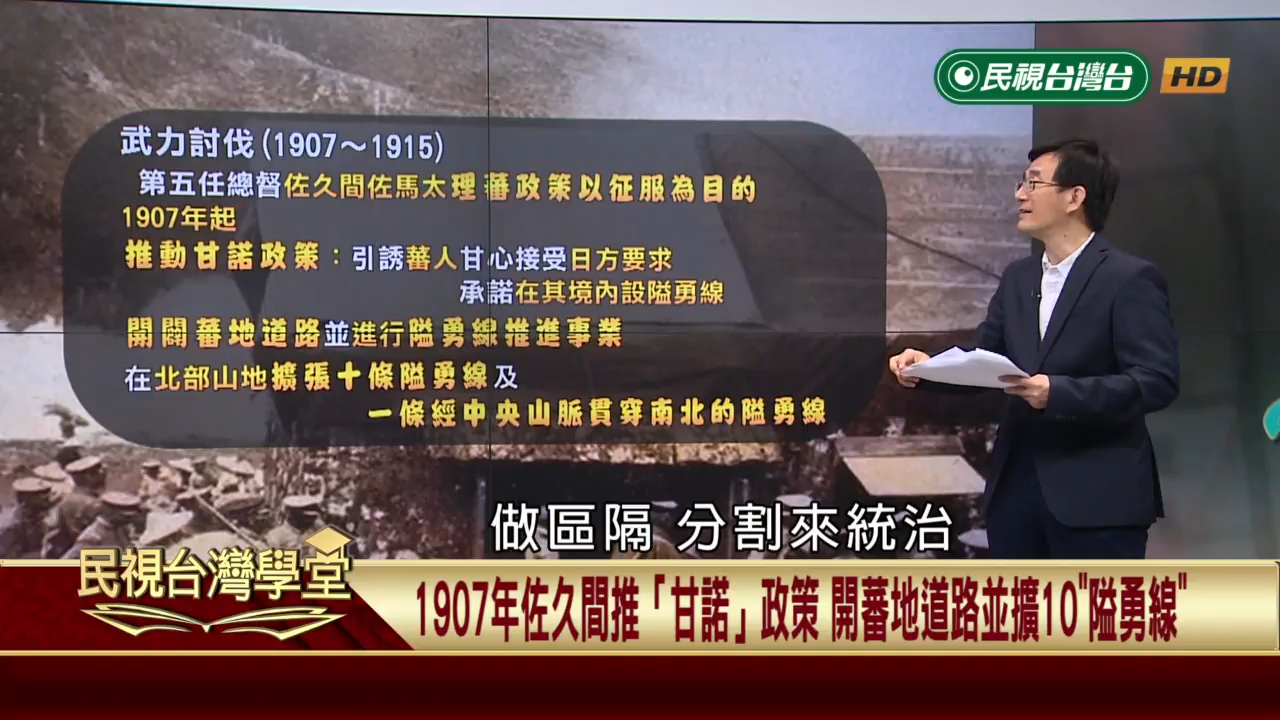 民視台灣台 HD
武力討伐(1907～1915)
第五任總督佐久間佐馬太理蕃政策以征服為目的
1907年起
推動甘諾政策：引誘蕃人甘心接受日方要求
承諾在其境內設隘勇線
開闢蕃地道路並進行隘勇線推進事業
在北部山地擴張十條隘勇線及
一條經中央山脈貫穿南北的隘勇線
做區隔 分割來統治
民視台灣學堂
1907年佐久間推「甘諾」政策 開蕃地道路並擴10"隘勇線"